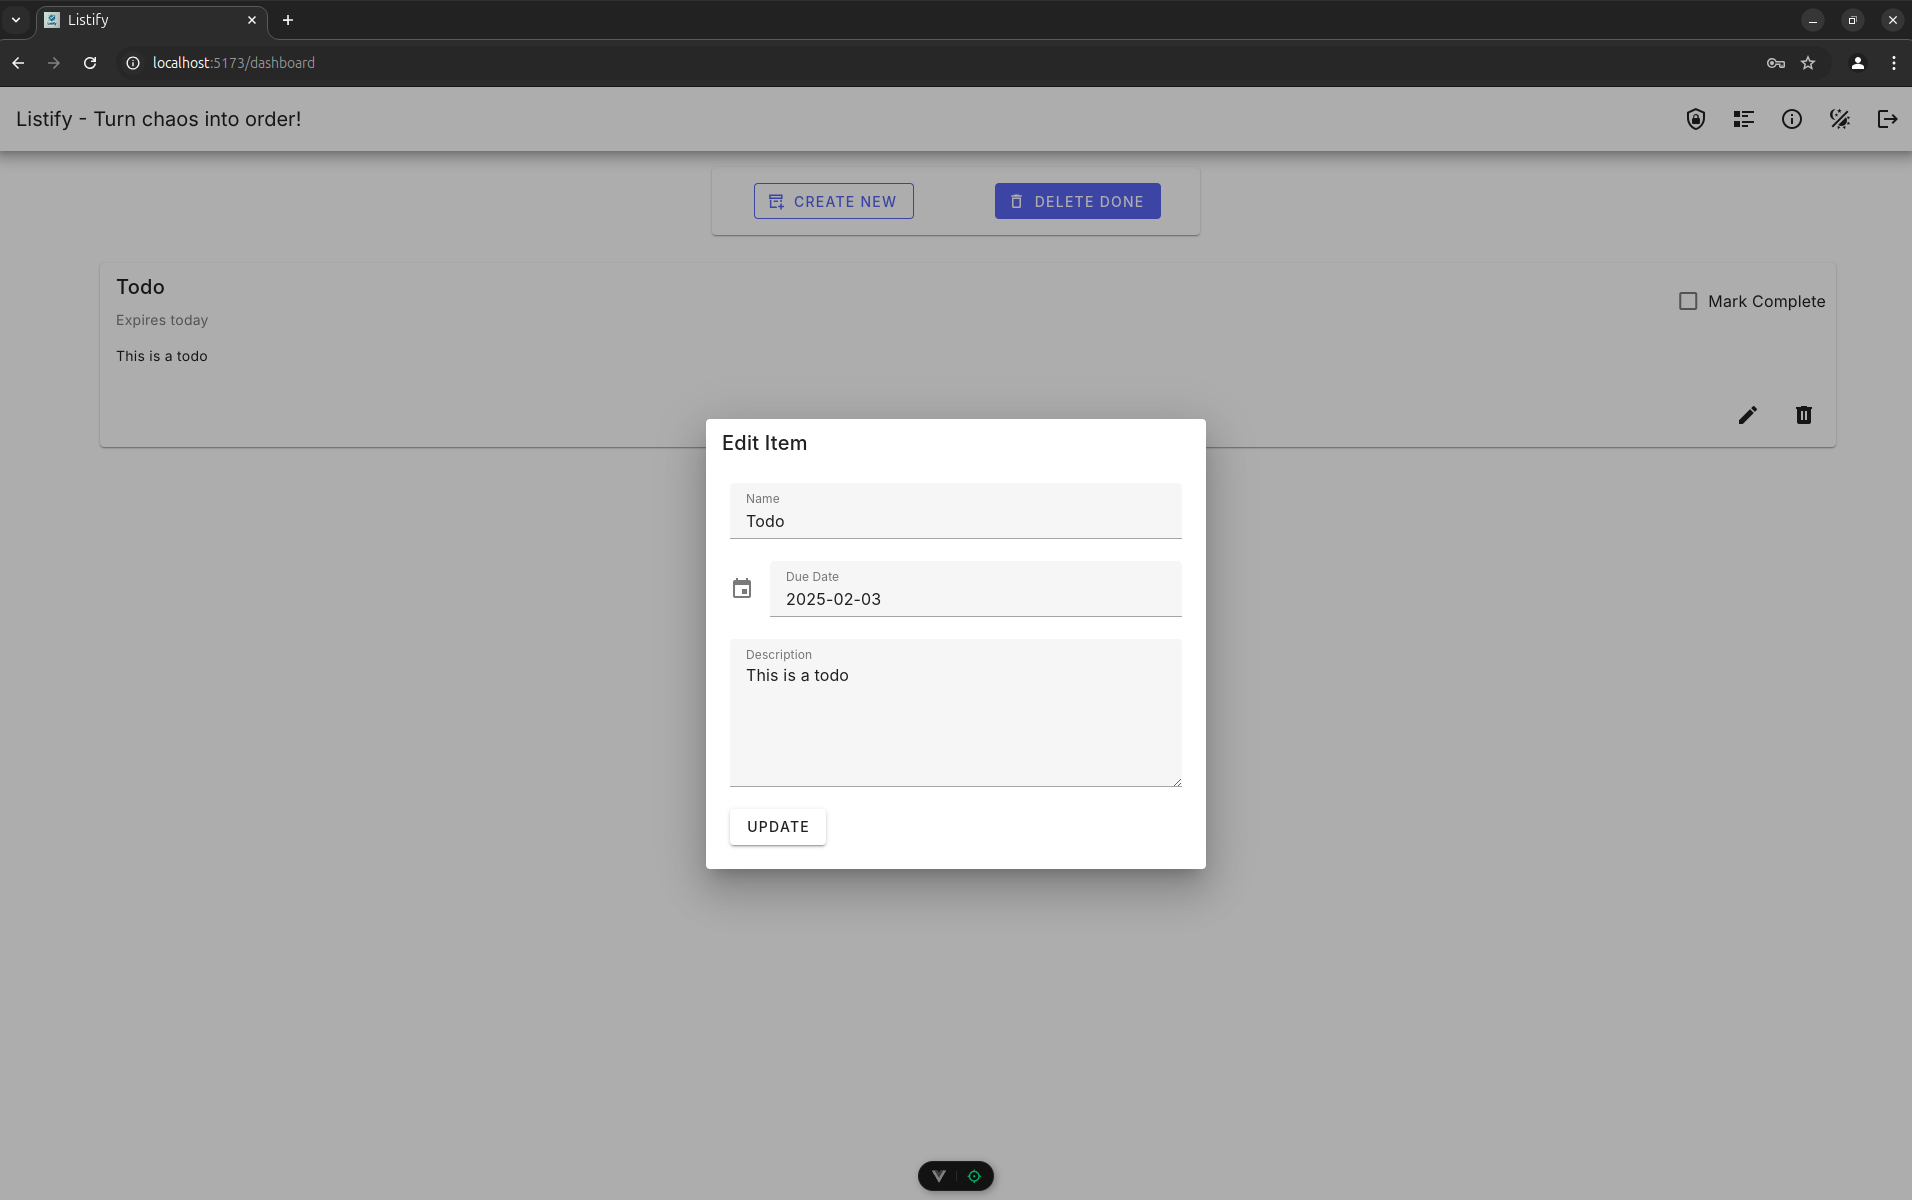 Listify
localhost:5173/dashboard
Listify - Turn chaos into order!
CREATE NEW
DELETE DONE
Todo
Expires today
This is a todo
Mark Complete
Edit Item
Name
Todo
Due Date
2025-02-03
Description
This is a todo
UPDATE